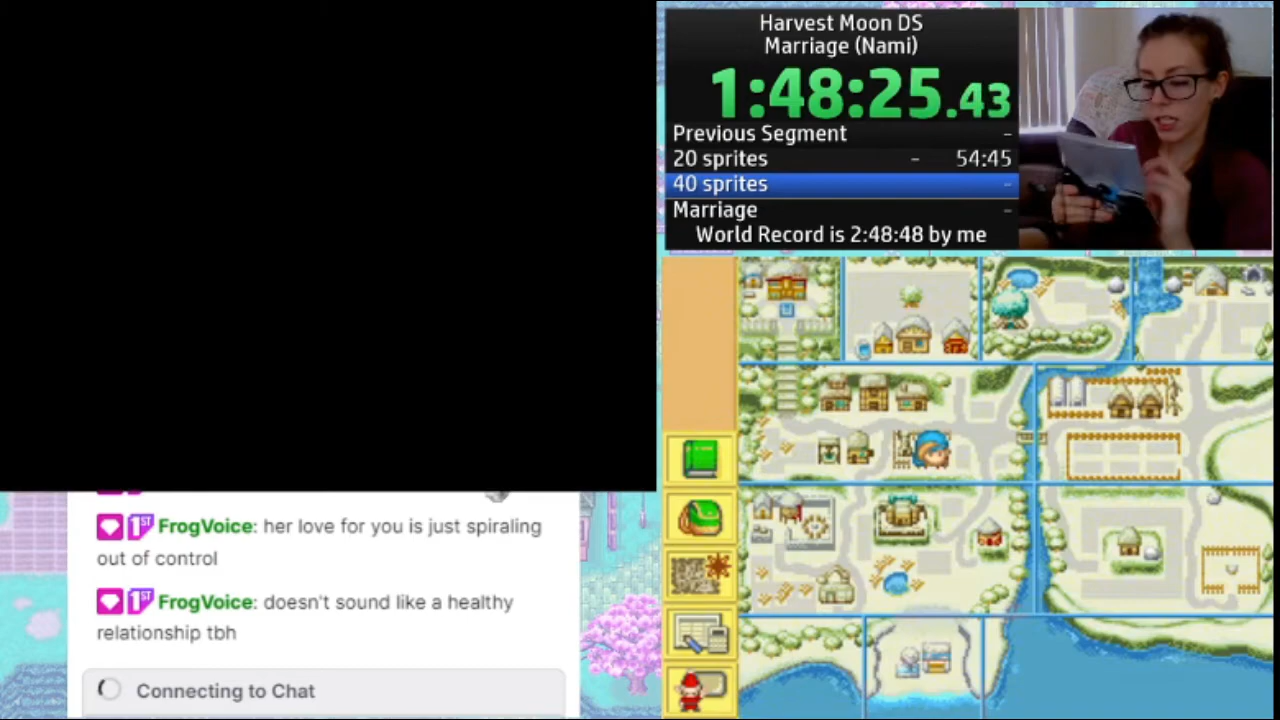 Harvest Moon DS
Marriage (Nami)
1:48:25.43
Previous Segment -
20 sprites - 54:45
40 sprites -
Marriage -
World Record is 2:48:48 by me
1ST FrogVoice: her love for you is just spiraling
out of control
1ST FrogVoice: doesn't sound like a healthy
relationship tbh
Connecting to Chat